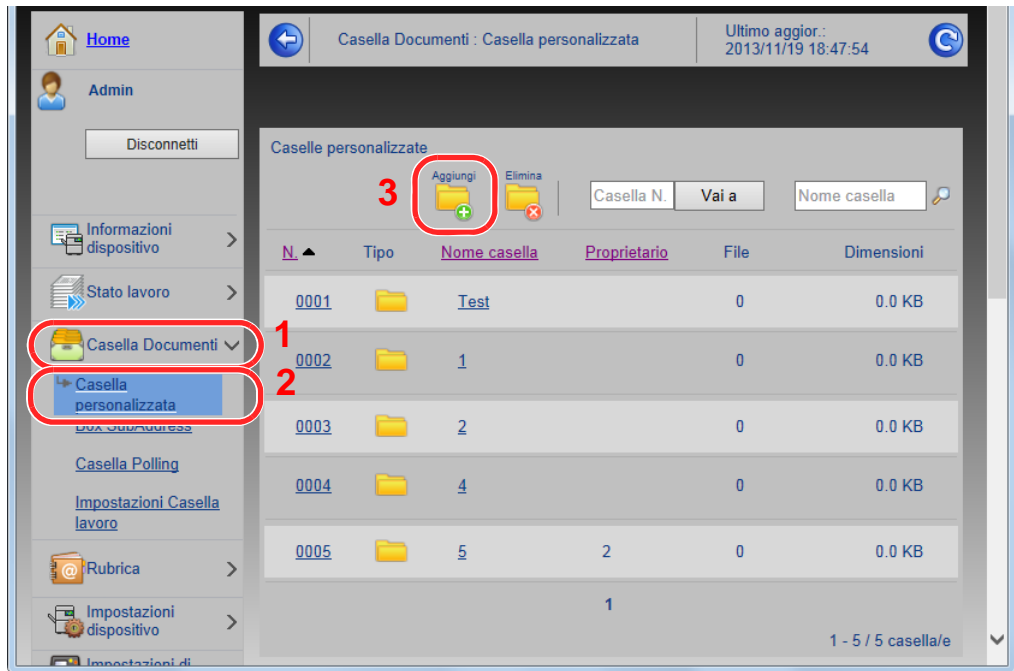 Home
Casella Documenti : Casella personalizzata
Ultimo aggior.:
2013/11/19 18:47:54
Admin
Disconnetti
Caselle personalizzate
3
Aggiungi
Elimina
Casella N.
Vai a
Nome casella
Informazioni
dispositivo
N. Tipo Nome casella Proprietario File Dimensioni
Stato lavoro
0001 Test 0 0.0 KB
Casella Documenti
1
0002 1 0 0.0 KB
Casella
personalizzata
2
Box SubAddress
0003 2 0 0.0 KB
Casella Polling
0004 4 0 0.0 KB
Impostazioni Casella
lavoro
0005 5 2 0 0.0 KB
Rubrica
1
Impostazioni
dispositivo
1 - 5 / 5 casella/e
Impostazioni di